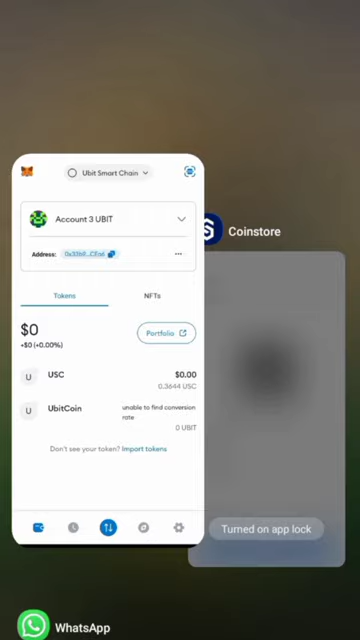 Ubit Smart Chain
Account 3 UBIT
Address:
Tokens
NFTs
$0
+$0 (+0.00%)
Portfolio
U
USC
$0.00
0.3644 USC
U
UbitCoin
unable to find conversion
rate
0 UBIT
Don't see your token? Import tokens
Coinstore
Turned on app lock
WhatsApp